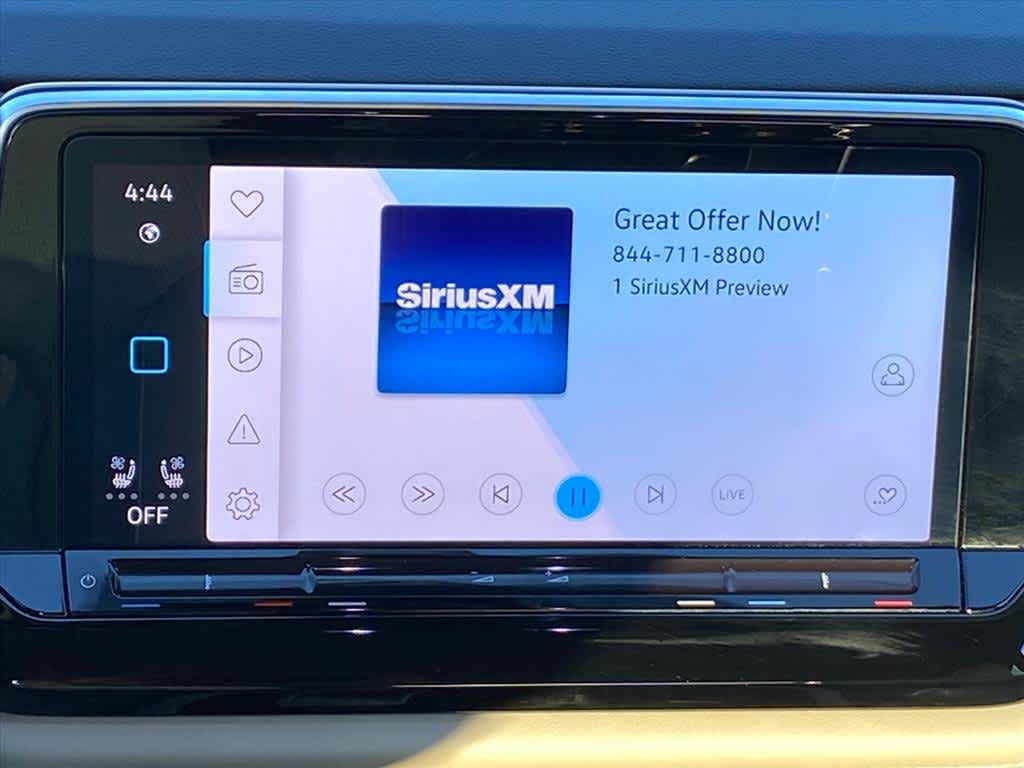 4:44
SiriusXM
Great Offer Now!
844-711-8800
1 SiriusXM Preview
LIVE
OFF